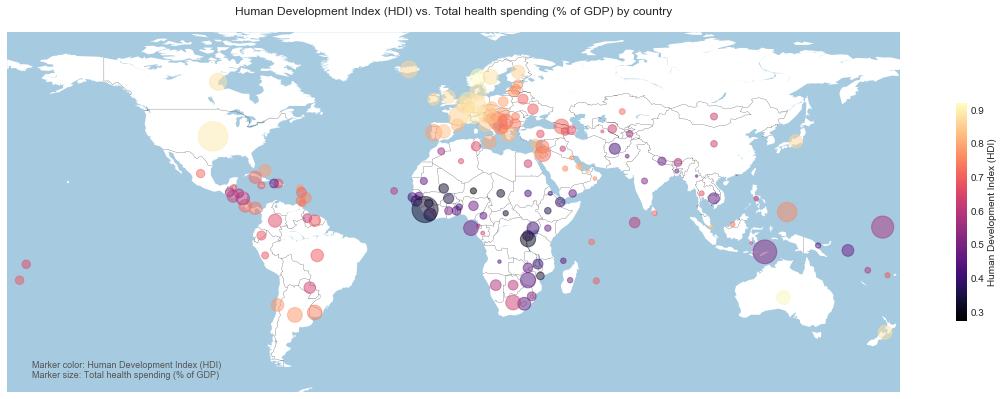 Human Development Index (HDI) vs. Total health spending (% of GDP) by country
0.9
0.8
0.7
0.6
0.5
0.4
0.3
Human Development Index (HDI)
Marker color: Human Development Index (HDI)
Marker size: Total health spending (% of GDP)